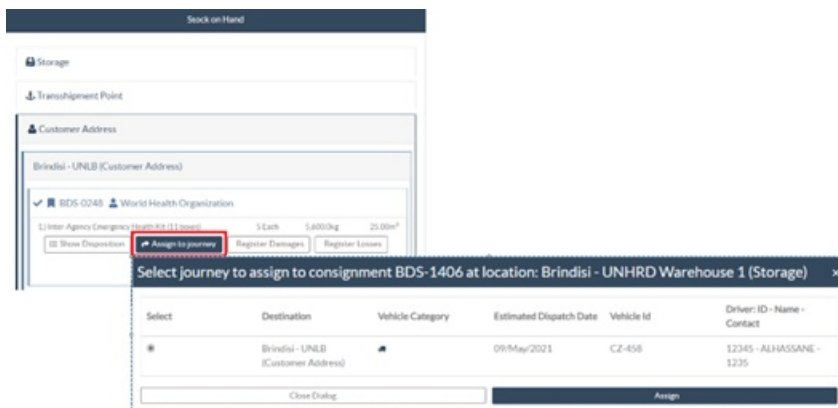 Stock on Hand
Storage
Transshipment Point
Customer Address
Brindisi - UNLB (Customer Address)
BDS-0248 World Health Organization
1) Inter-Agency Emergency Health Kit (11 boxes) 5 Each 5,600.0kg 25.00m³
Show Disposition Assign to journey Register Damages Register Losses
Select journey to assign to consignment BDS-1406 at location: Brindisi - UNHRD Warehouse 1 (Storage) ×
Select Destination Vehicle Category Estimated Dispatch Date Vehicle Id Driver: ID - Name - Contact
Brindisi - UNLB (Customer Address) 09/May/2021 CZ-458 12345 - ALHASSANE - 1235
Close Dialog Assign